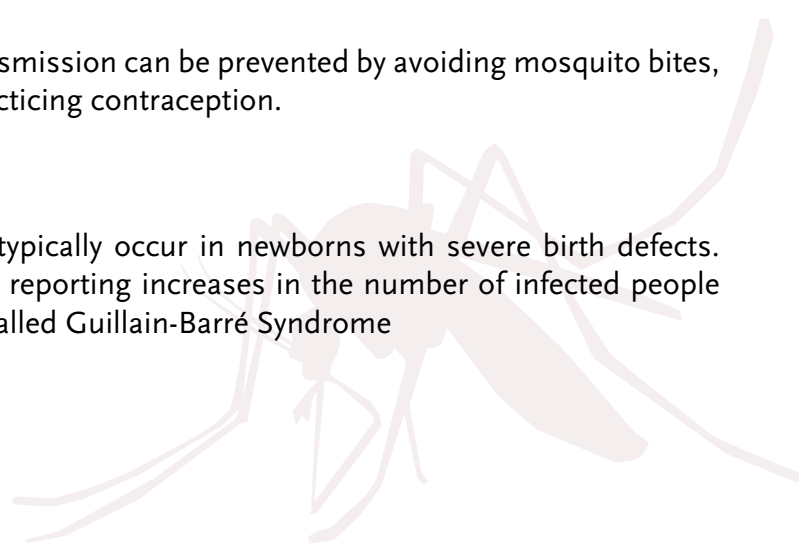 smission can be prevented by avoiding mosquito bites,
cticing contraception.
typically occur in newborns with severe birth defects.
reporting increases in the number of infected people
alled Guillain-Barré Syndrome